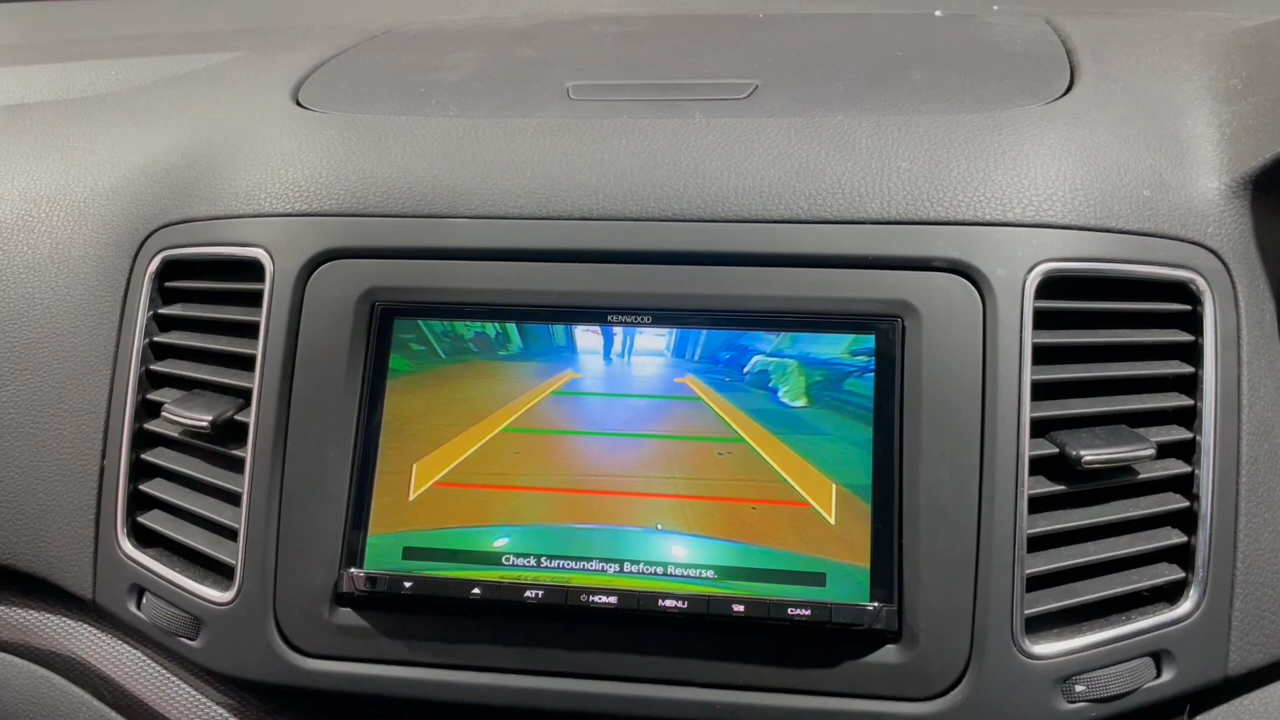 KENWOOD
Check Surroundings Before Reverse.
ATT
HOME
MENU
CAM